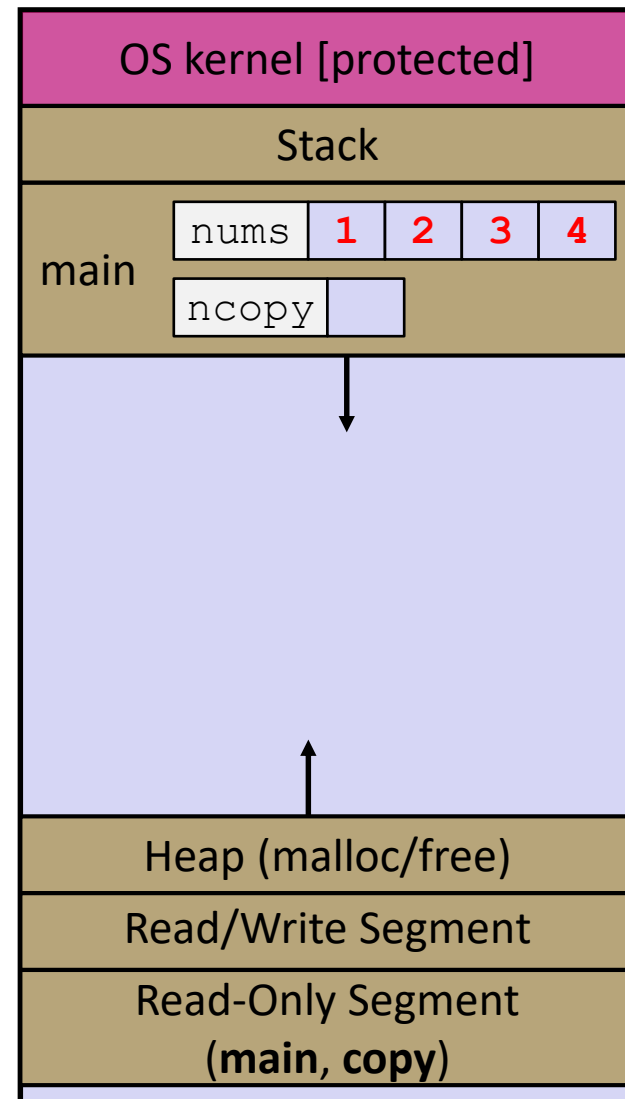 OS kernel [protected]
Stack
main
nums 1 2 3 4
ncopy
Heap (malloc/free)
Read/Write Segment
Read-Only Segment
(main, copy)